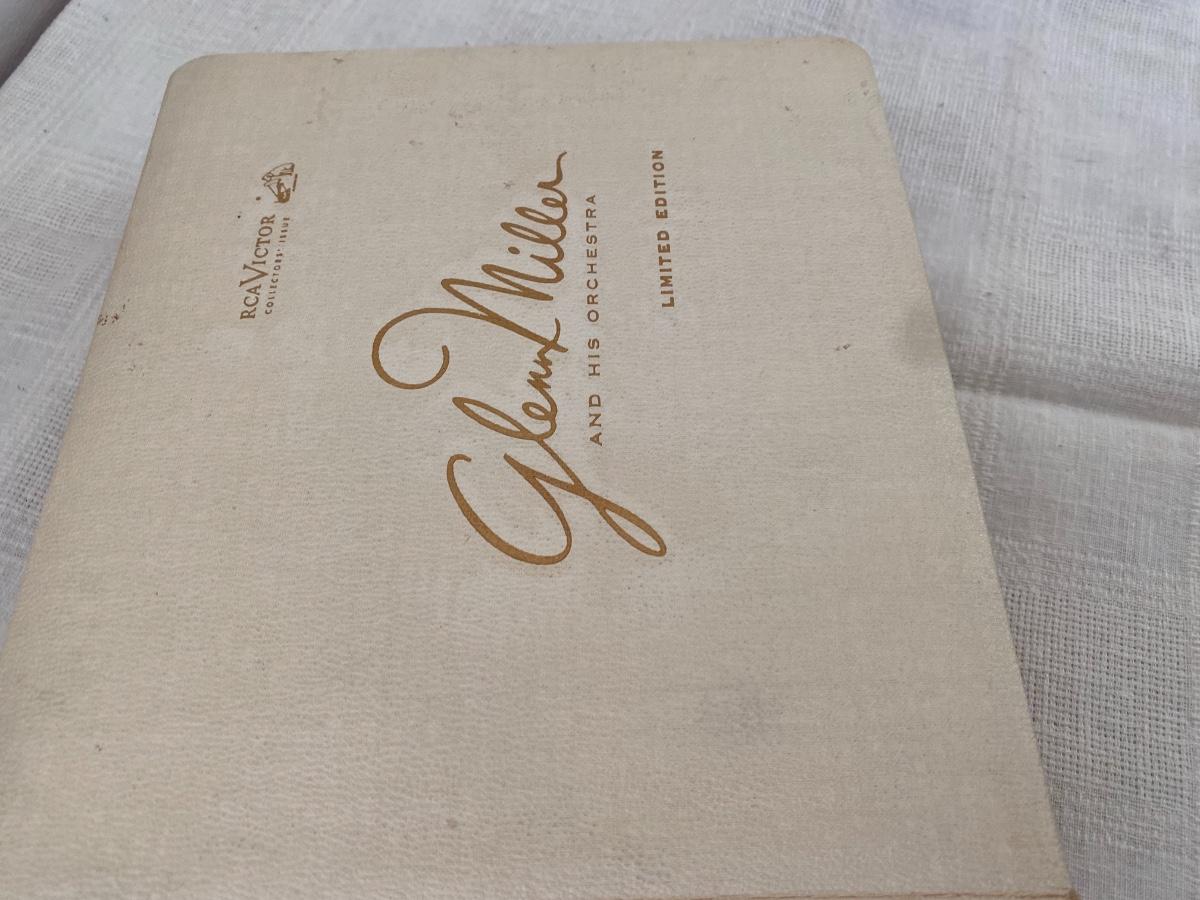 RCA VICTOR
COLLECTORS' ISSUE
Glenn Miller
AND HIS ORCHESTRA
LIMITED EDITION